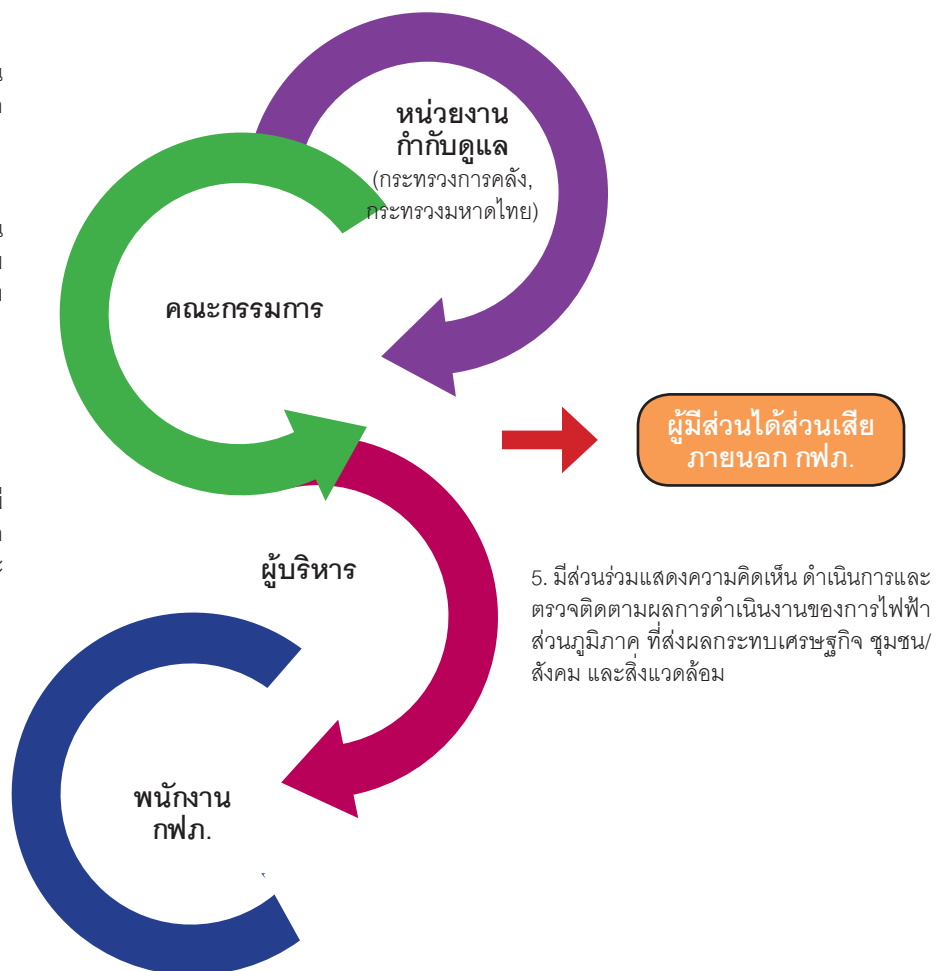 หน่วยงาน
กำกับดูแล
(กระทรวงการคลัง,
กระทรวงมหาดไทย)
คณะกรรมการ
ผู้มีส่วนได้ส่วนเสีย
ภายนอก กฟภ.
ผู้บริหาร
5. มีส่วนร่วมแสดงความคิดเห็น ดำเนินการและ
ตรวจติดตามผลการดำเนินงานของการไฟฟ้า
ส่วนภูมิภาค ที่ส่งผลกระทบเศรษฐกิจ ชุมชน/
สังคม และสิ่งแวดล้อม
พนักงาน
กฟภ.